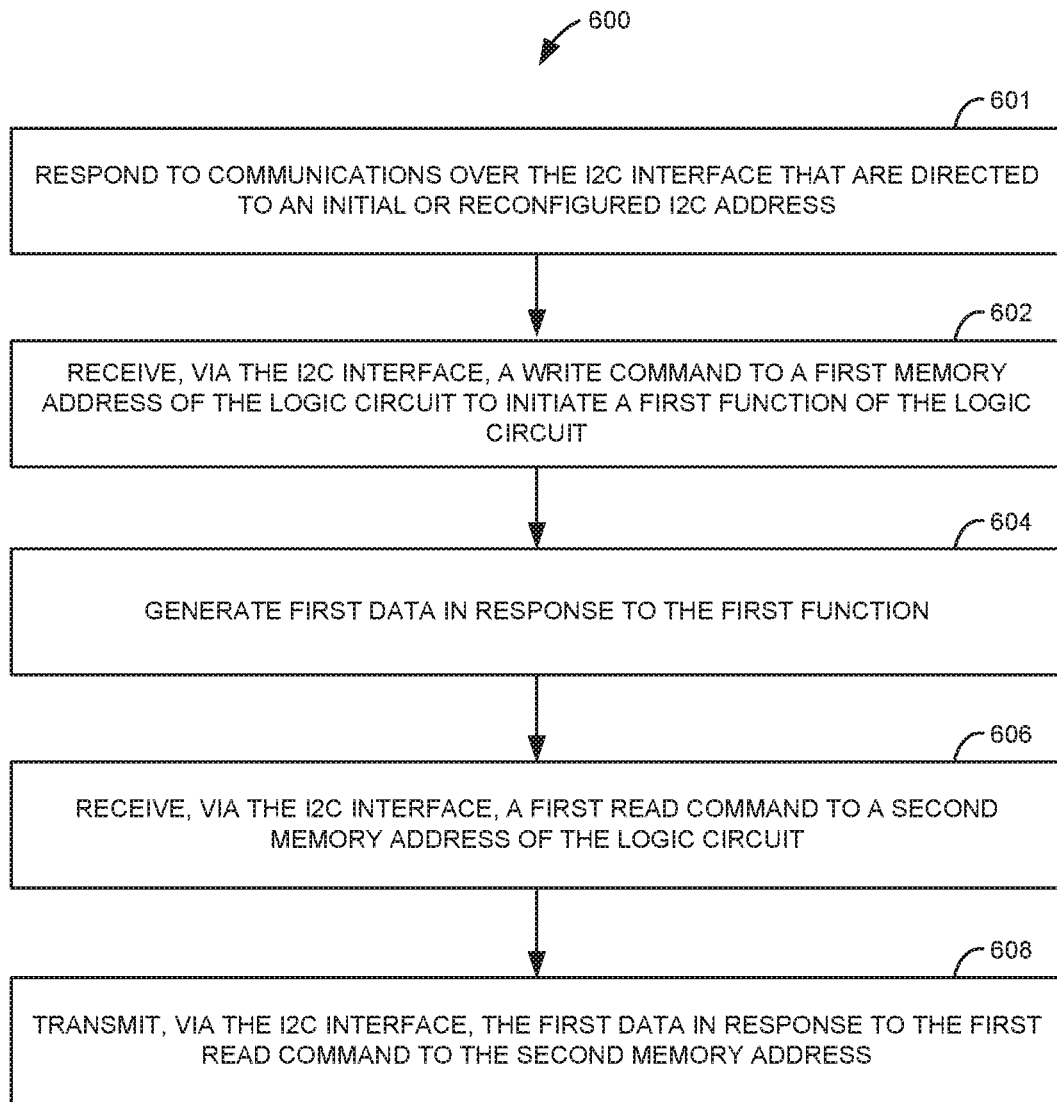 600
601
RESPOND TO COMMUNICATIONS OVER THE I2C INTERFACE THAT ARE DIRECTED
TO AN INITIAL OR RECONFIGURED I2C ADDRESS
602
RECEIVE, VIA THE I2C INTERFACE, A WRITE COMMAND TO A FIRST MEMORY
ADDRESS OF THE LOGIC CIRCUIT TO INITIATE A FIRST FUNCTION OF THE LOGIC
CIRCUIT
604
GENERATE FIRST DATA IN RESPONSE TO THE FIRST FUNCTION
606
RECEIVE, VIA THE I2C INTERFACE, A FIRST READ COMMAND TO A SECOND
MEMORY ADDRESS OF THE LOGIC CIRCUIT
608
TRANSMIT, VIA THE I2C INTERFACE, THE FIRST DATA IN RESPONSE TO THE FIRST
READ COMMAND TO THE SECOND MEMORY ADDRESS